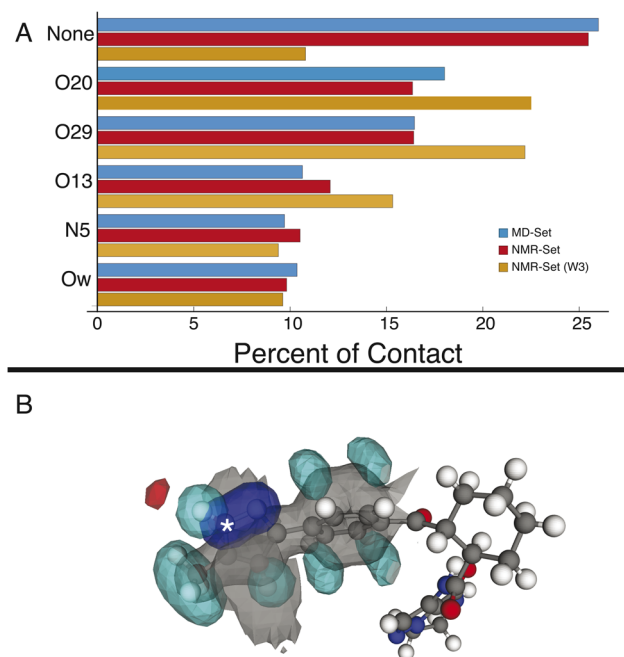 A
None
O20
O29
O13
N5
Ow
MD-Set
NMR-Set
NMR-Set (W3)
0 5 10 15 20 25
Percent of Contact
B
*